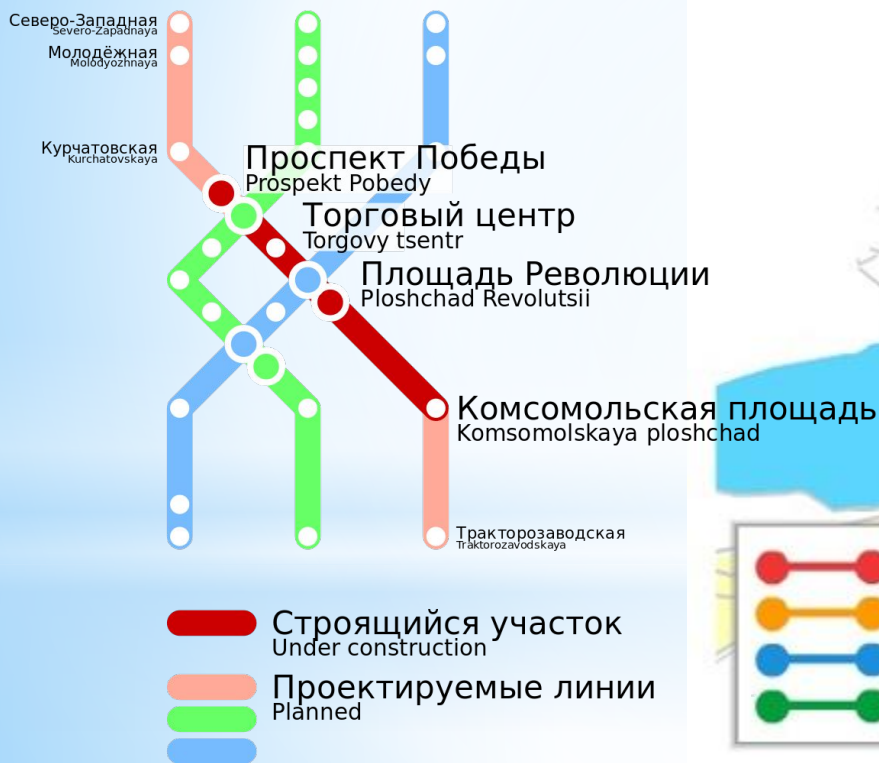 Северо-Западная
Severo-Zapadnaya
Молодёжная
Molodyozhnaya
Курчатовская
Kurchatovskaya
Проспект Победы
Prospekt Pobedy
Торговый центр
Torgovy tsentr
Площадь Революции
Ploshchad Revolutsii
Комсомольская площадь
Komsomolskaya ploshchad
Тракторозаводская
Traktorozavodskaya
Строящийся участок
Under construction
Проектируемые линии
Planned